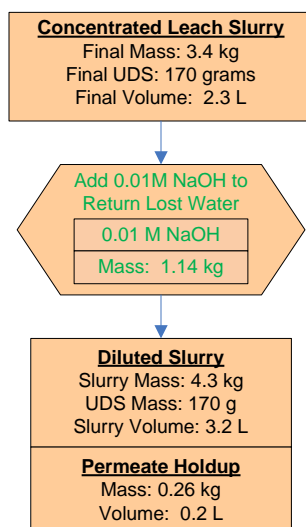 Concentrated Leach Slurry
Final Mass: 3.4 kg
Final UDS: 170 grams
Final Volume: 2.3 L
Add 0.01M NaOH to
Return Lost Water
0.01 M NaOH
Mass: 1.14 kg
Diluted Slurry
Slurry Mass: 4.3 kg
UDS Mass: 170 g
Slurry Volume: 3.2 L
Permeate Holdup
Mass: 0.26 kg
Volume: 0.2 L